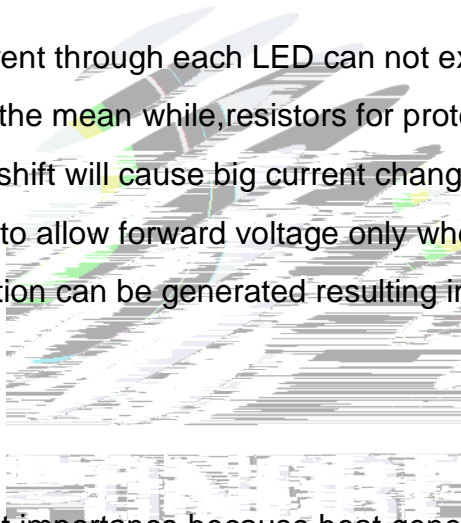 ent through each LED can not ex
the mean while,resistors for prote
shift will cause big current chang
to allow forward voltage only whe
tion can be generated resulting in
t importance because heat gene